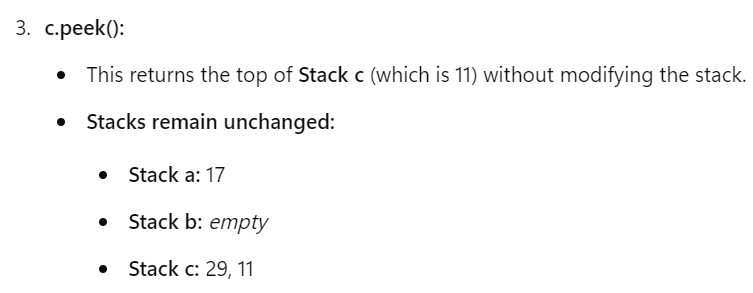 3. c.peek():
• This returns the top of Stack c (which is 11) without modifying the stack.
• Stacks remain unchanged:
• Stack a: 17
• Stack b: empty
• Stack c: 29, 11